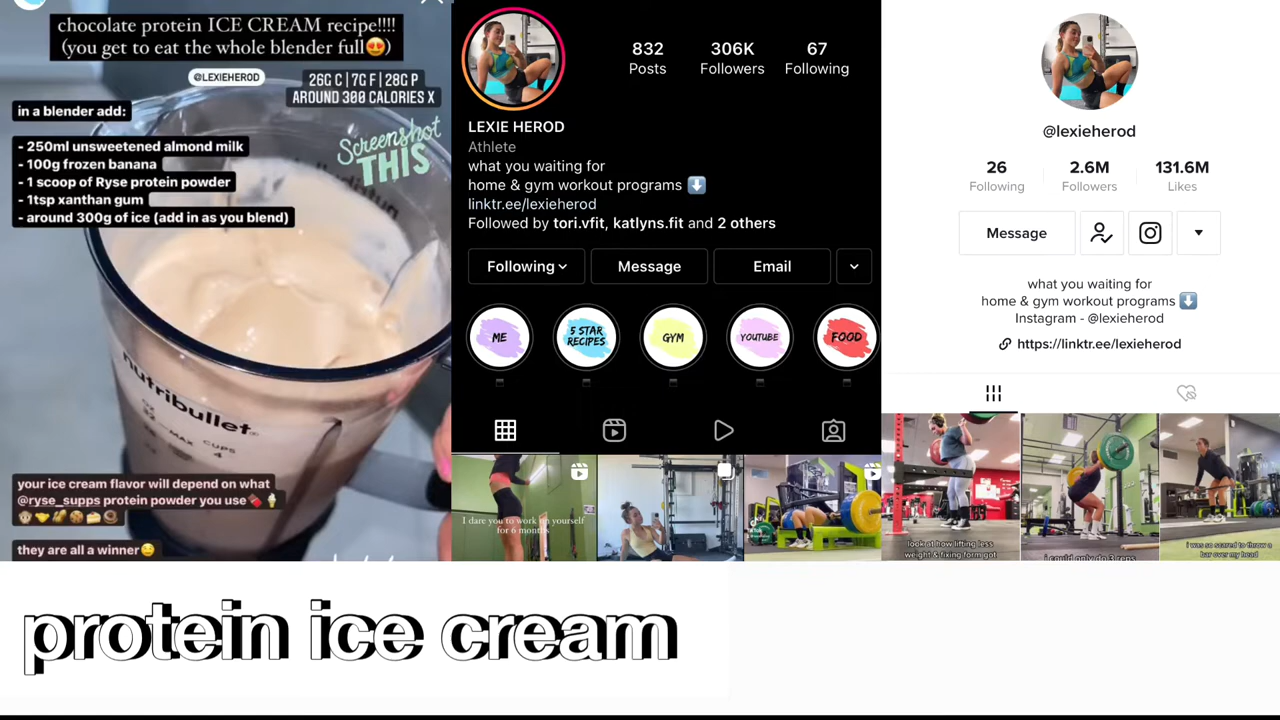 chocolate protein ICE CREAM recipe!!!!
(you get to eat the whole blender full😍)
@LEXIEHEROD
26G C | 7G F | 28G P
AROUND 300 CALORIES X
in a blender add:
Screenshot
THIS
- 250ml unsweetened almond milk
- 100g frozen banana
- 1 scoop of Ryse protein powder
- 1tsp xanthan gum
- around 300g of ice (add in as you blend)
nutribullet
MAX
CUPS
4
your ice cream flavor will depend on what
@ryse_supps protein powder you use
they are all a winner
832
Posts
306K
Followers
67
Following
LEXIE HEROD
Athlete
what you waiting for
home & gym workout programs ⬇️
linktr.ee/lexieherod
Followed by tori.vfit, katlyns.fit and 2 others
Following
Message
Email
ME
5 STAR
RECIPES
GYM
YOUTUBE
FOOD
I dare you to work on yourself
for 6 months
@lexieherod
26
Following
2.6M
Followers
131.6M
Likes
Message
what you waiting for
home & gym workout programs ⬇️
Instagram - @lexieherod
https://linktr.ee/lexieherod
look at how lifting less
weight & fixing form got
i could only do 3 reps
i was so scared to throw a
bar over my head
protein ice cream